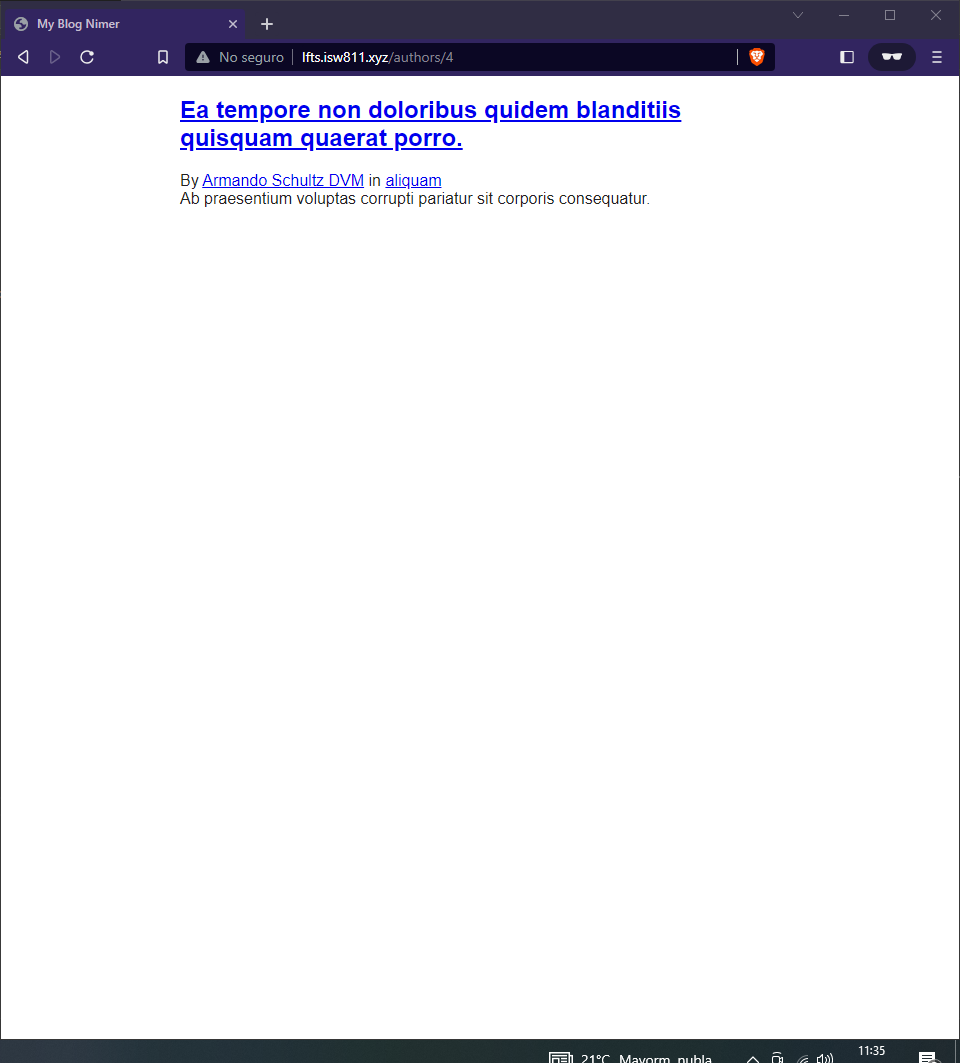 My Blog Nimer
No seguro lfts.isw811.xyz/authors/4
Ea tempore non doloribus quidem blanditiis
quisquam quaerat porro.
By Armando Schultz DVM in aliquam
Ab praesentium voluptas corrupti pariatur sit corporis consequatur.
21°C Mayorm. nubla
11:35